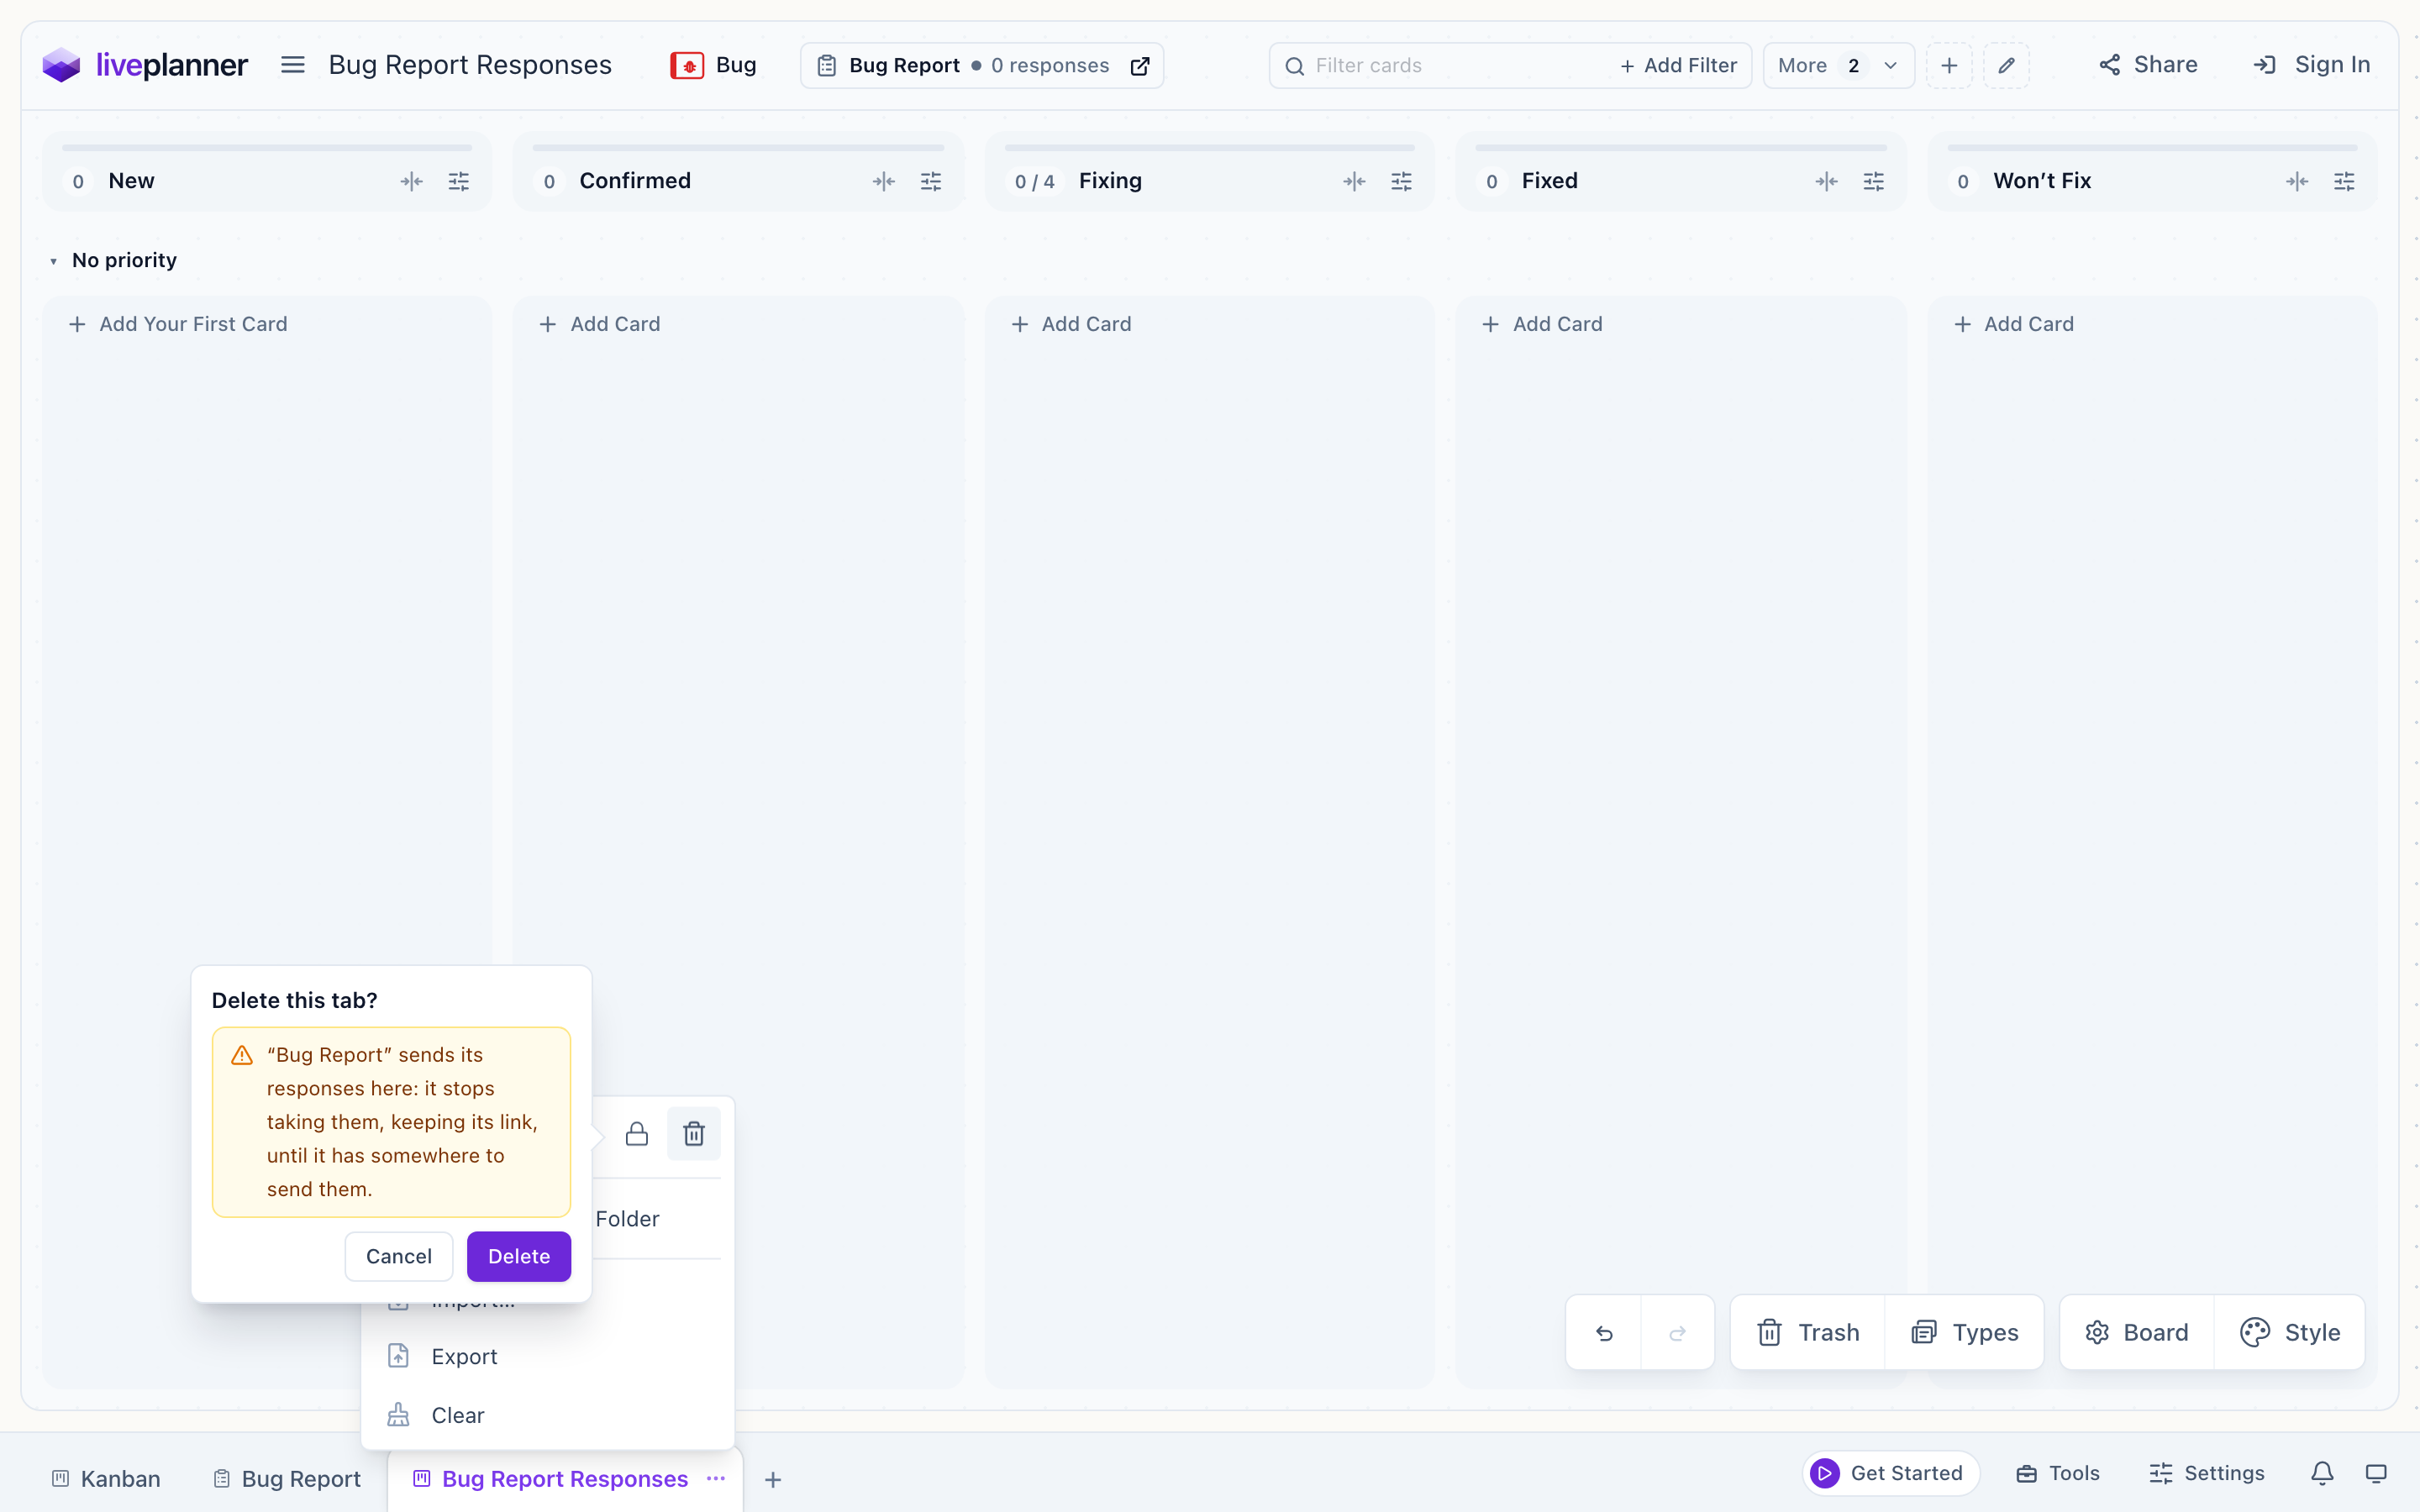 liveplanner
Bug Report Responses
Bug
Bug Report • 0 responses
Filter cards
+ Add Filter
More 2
Share
Sign In
0 New
0 Confirmed
0 / 4 Fixing
0 Fixed
0 Won’t Fix
No priority
+ Add Your First Card
+ Add Card
+ Add Card
+ Add Card
+ Add Card
Delete this tab?
“Bug Report” sends its
responses here: it stops
taking them, keeping its link,
until it has somewhere to
send them.
Cancel
Delete
Folder
Import...
Export
Clear
Trash
Types
Board
Style
Kanban
Bug Report
Bug Report Responses
Get Started
Tools
Settings